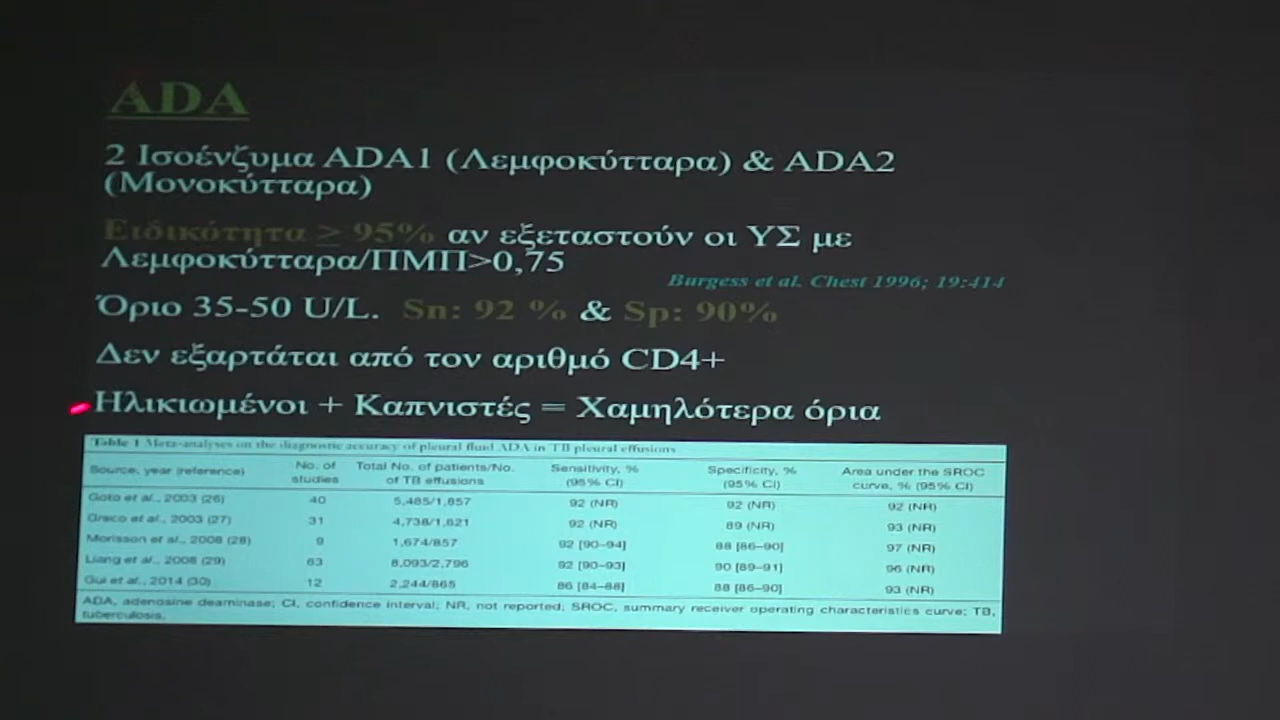 ADA
2 Ισοένζυμα ADA1 (Λεμφοκύτταρα) & ADA2
(Μονοκύτταρα)
Ειδικότητα ≥ 95% αν εξεταστούν οι ΥΣ με
Λεμφοκύτταρα/ΠΜΠ>0,75
Burgess et al. Chest 1996; 19:414
Όριο 35-50 U/L. Sn: 92 % & Sp: 90%
Δεν εξαρτάται από τον αριθμό CD4+
Ηλικιωμένοι + Καπνιστές = Χαμηλότερα όρια
Table 1 Meta-analyses on the diagnostic accuracy of pleural fluid ADA in TB pleural effusions
Source, year (reference) No. of studies Total No. of patients/No. of TB effusions Sensitivity, % (95% CI) Specificity, % (95% CI) Area under the SROC curve, % (95% CI)
Goto et al., 2003 (26) 40 5,485/1,857 92 (NR) 92 (NR) 92 (NR)
Greco et al., 2003 (27) 31 4,738/1,821 92 (NR) 89 (NR) 93 (NR)
Morisson et al., 2008 (28) 9 1,674/857 92 [90–94] 88 [86–90] 97 (NR)
Liang et al., 2008 (29) 63 8,093/2,796 92 [90–93] 90 [89–91] 96 (NR)
Gui et al., 2014 (30) 12 2,244/865 86 [84–88] 88 [86–90] 93 (NR)
ADA, adenosine deaminase; CI, confidence interval; NR, not reported; SROC, summary receiver operating characteristics curve; TB,
tuberculosis.